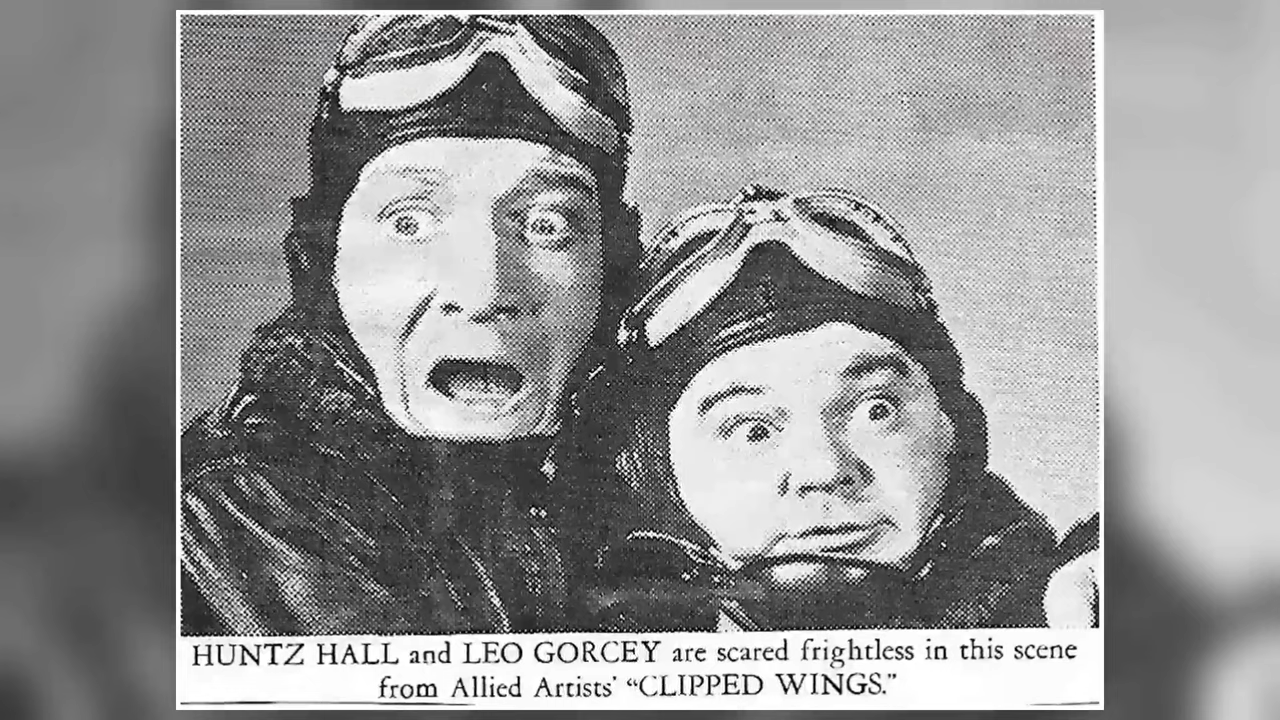 HUNTZ HALL and LEO GORCEY are scared frightless in this scene
from Allied Artists' “CLIPPED WINGS.”